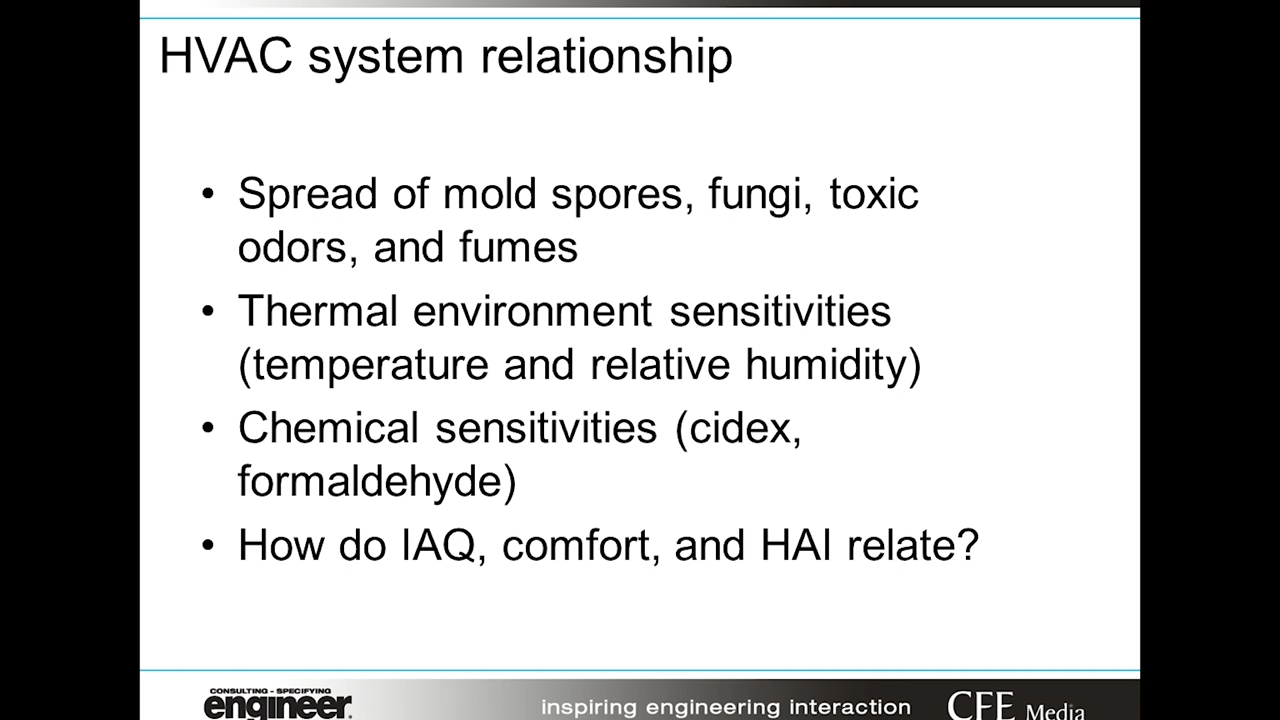 HVAC system relationship
• Spread of mold spores, fungi, toxic
odors, and fumes
• Thermal environment sensitivities
(temperature and relative humidity)
• Chemical sensitivities (cidex,
formaldehyde)
• How do IAQ, comfort, and HAI relate?
CONSULTING - SPECIFYING
engineer.
inspiring engineering interaction
CFE Media